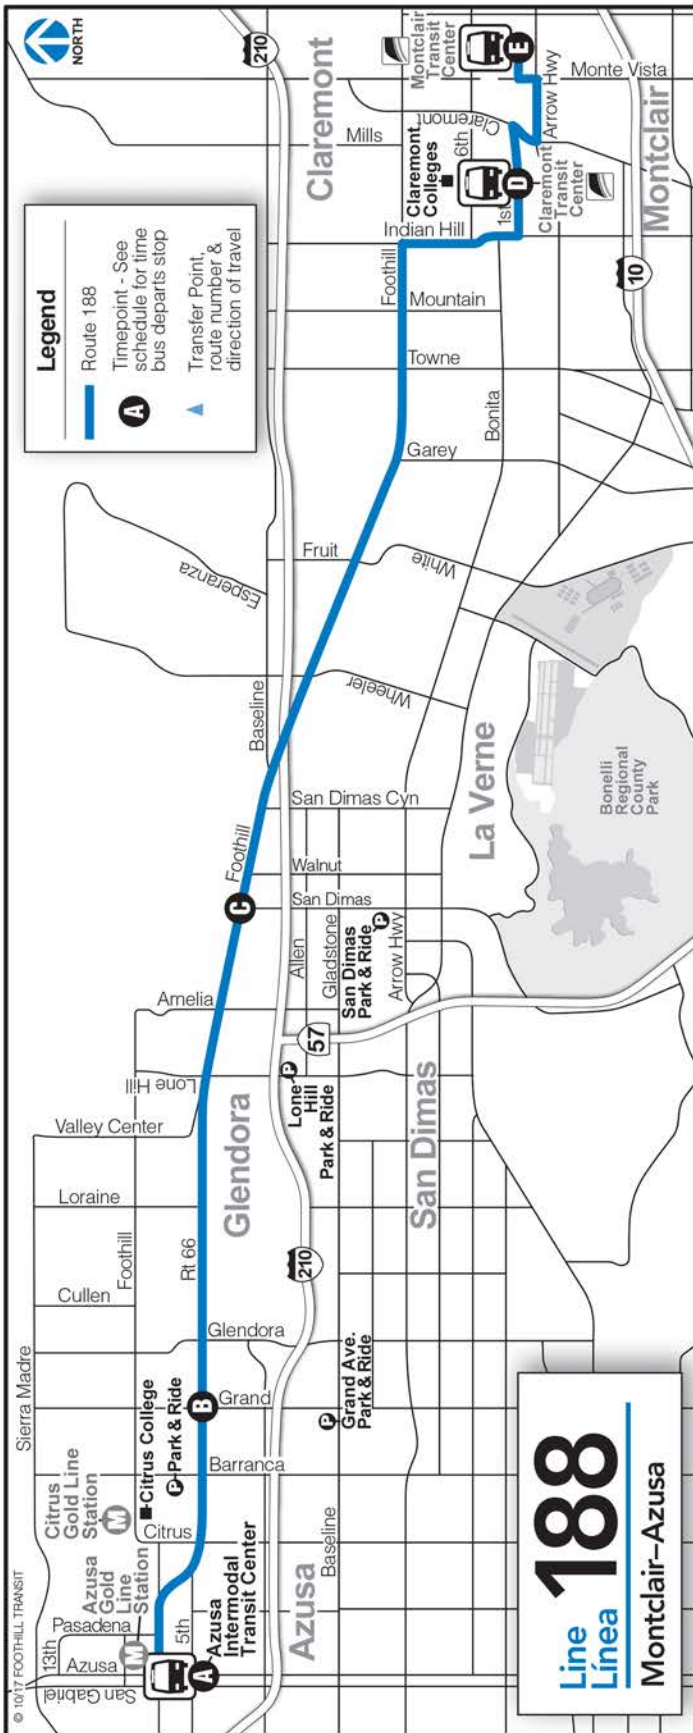 © 10/17 FOOTHILL TRANSIT
NORTH
Legend
Route 188
A
Timepoint - See
schedule for time
bus departs stop
Transfer Point,
route number &
direction of travel
Sierra Madre
San Gabriel
Azusa
13th
Pasadena
Azusa
Gold
Line
Station
M
Citrus
Gold Line
Station
M
5th
A
Azusa
Intermodal
Transit Center
Citrus
Citrus College
P
Park & Ride
Barranca
B
Grand
Glendora
Cullen
Foothill
Loraine
Rt 66
Valley Center
Lone Hill
Amelia
C
Foothill
Baseline
Esperanza
Fruit
Wheeler
White
Garey
Towne
Mountain
Foothill
Indian Hill
Bonita
Mills
Claremont
Claremont
Colleges
6th
1st
D
Claremont
Transit
Center
Montclair
Transit
Center
E
Arrow Hwy
Monte Vista
210
Claremont
Montclair
10
Azusa
Baseline
P
Grand Ave.
Park & Ride
210
Glendora
Lone
Hill
Park & Ride
P
57
San Dimas
Allen
Gladstone
San Dimas
Park & Ride
P
Arrow Hwy
San Dimas
Walnut
San Dimas Cyn
La Verne
Bonelli
Regional
County
Park
Line
Línea
188
Montclair–Azusa